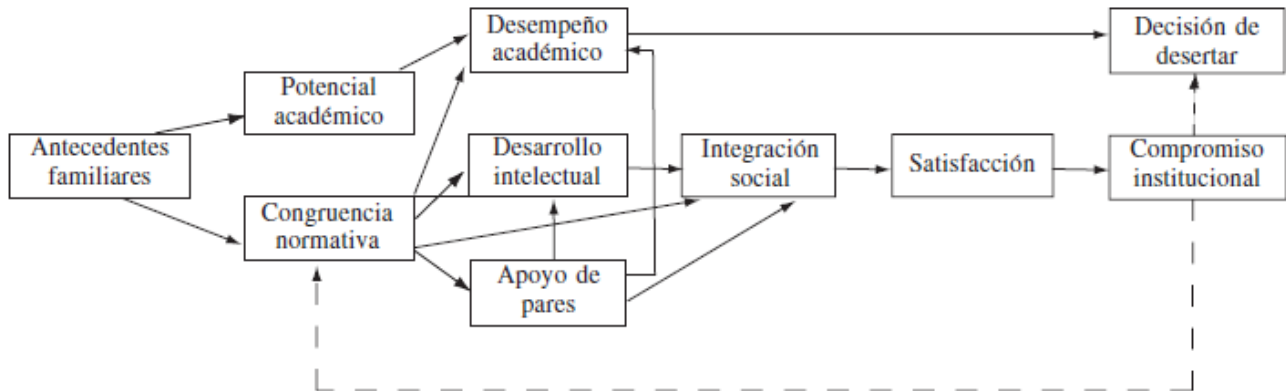 Desempeño
académico
Decisión de
desertar
Potencial
académico
Antecedentes
familiares
Desarrollo
intelectual
Integración
social
Satisfacción
Compromiso
institucional
Congruencia
normativa
Apoyo de
pares